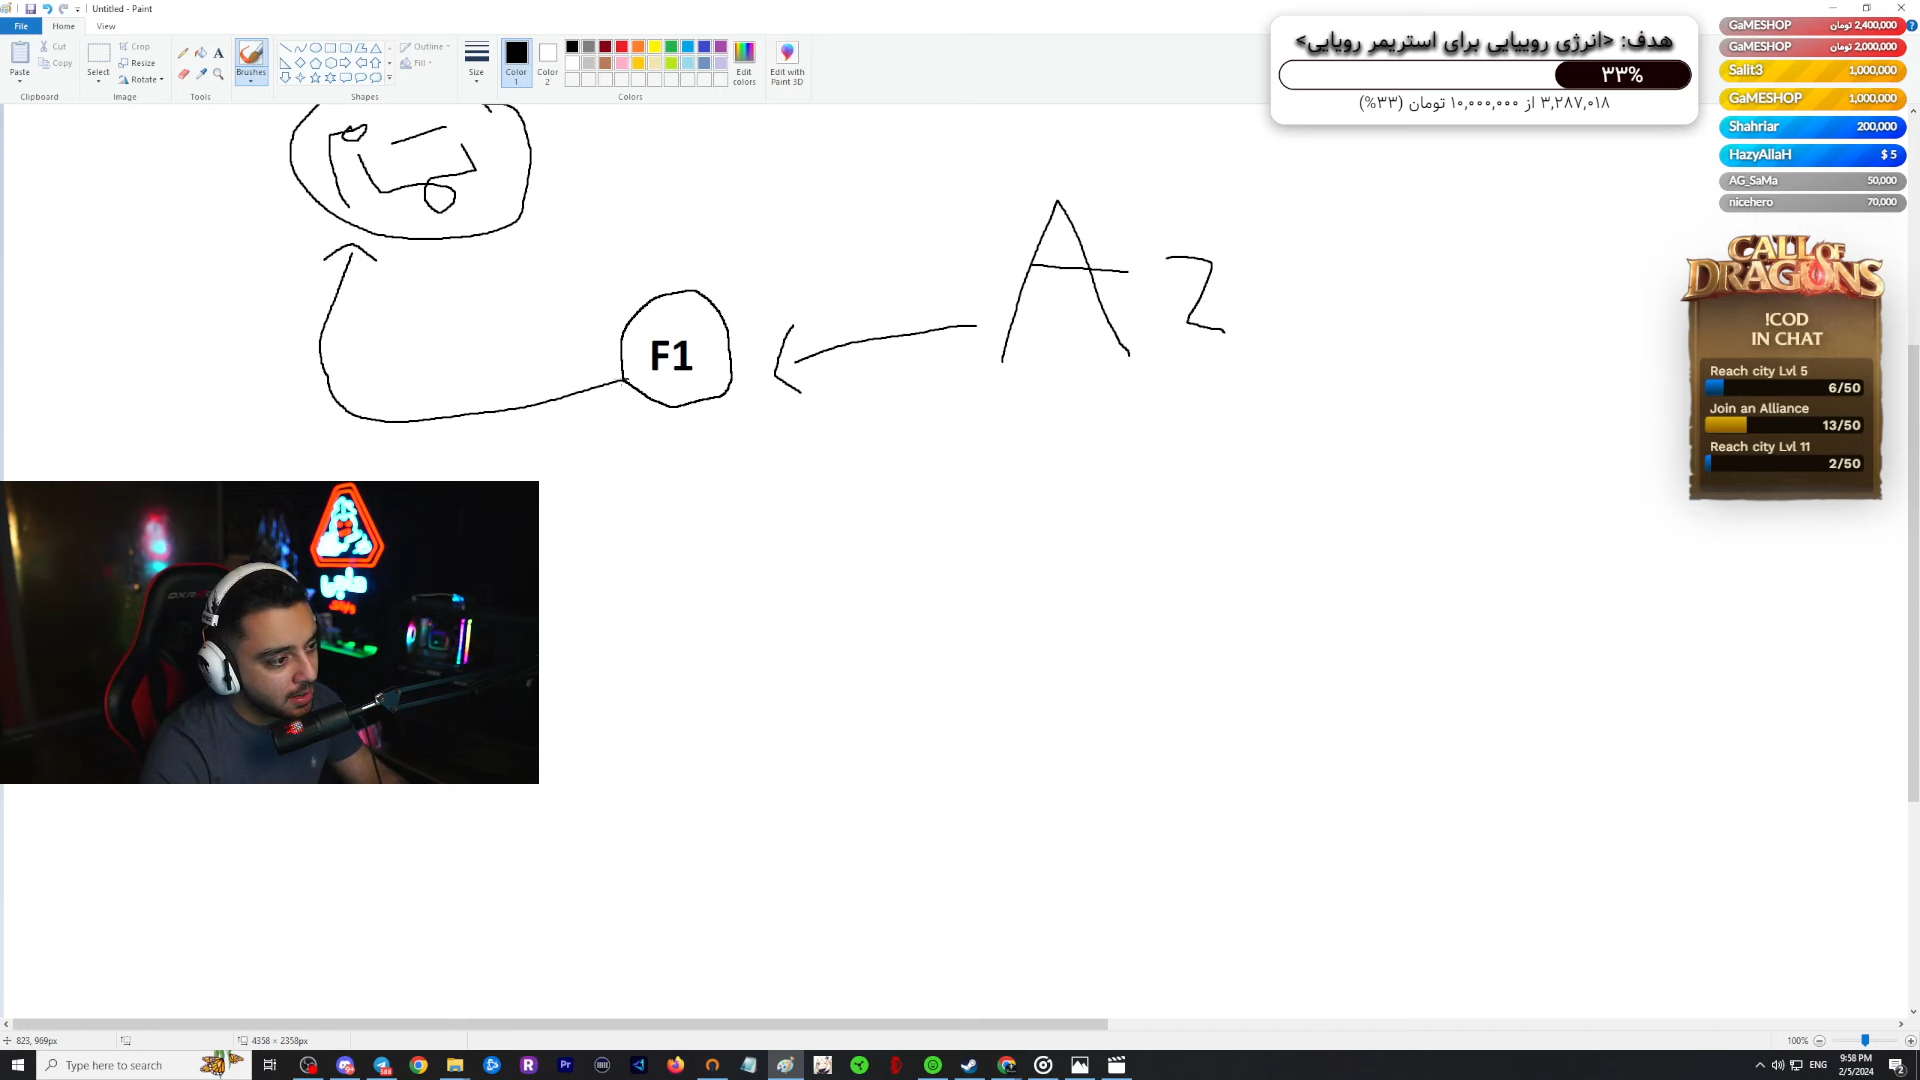 Untitled - Paint
File
Home
View
Paste
Cut
Copy
Clipboard
Select
Crop
Resize
Rotate
Image
Tools
Brushes
Outline
Fill
Shapes
Size
Color 1
Color 2
Edit colors
Edit with Paint 3D
Colors
هدف: <انرژی روییایی برای استریمر رویایی>
۳۳%
۳,۲۸۷,۰۱۸ از ۱۰,۰۰۰,۰۰۰ تومان (۳۳%)
GaMESHOP 2,400,000 تومان
GaMESHOP 2,000,000 تومان
Salit3 1,000,000
GaMESHOP 1,000,000
Shahriar 200,000
HazyAllaH $ 5
AG_SaMa 50,000
nicehero 70,000
CALL OF DRAGONS
!COD
IN CHAT
Reach city Lvl 5
6/50
Join an Alliance
13/50
Reach city Lvl 11
2/50
F1
A - Z
823, 969px
4358 × 2358px
100%
Type here to search
ENG
9:58 PM
2/5/2024